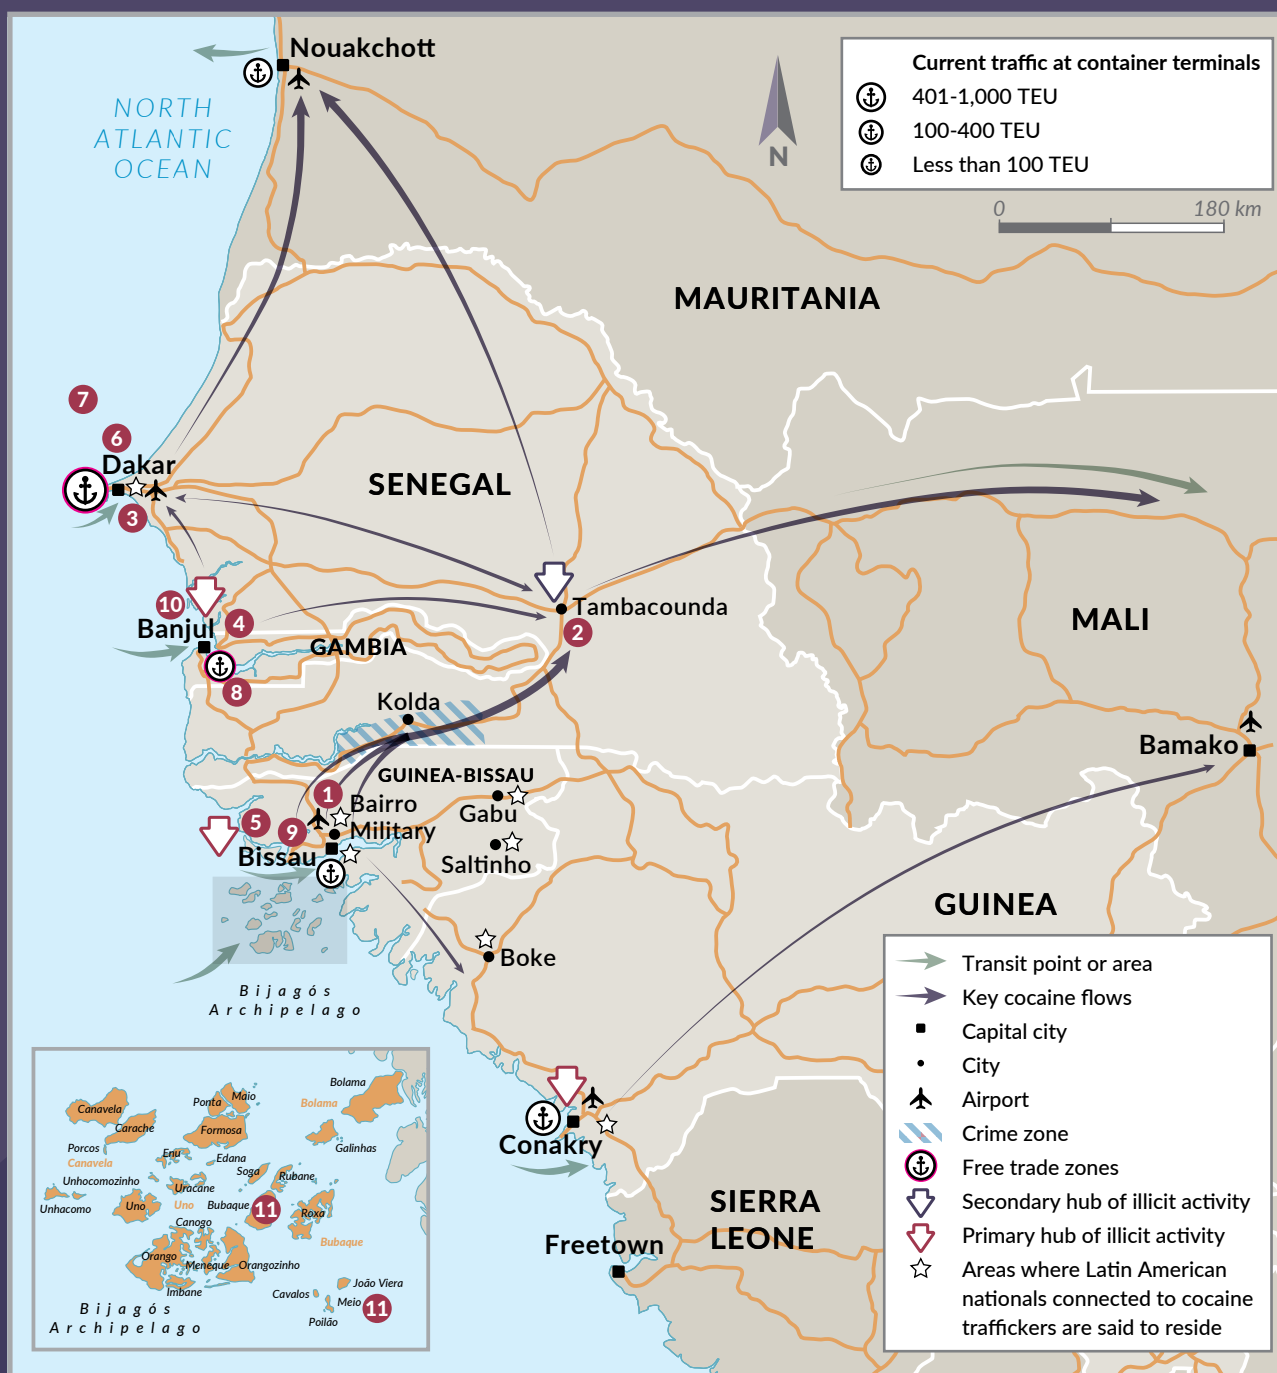 Nouakchott
NORTH
ATLANTIC
OCEAN
N
Current traffic at container terminals
401-1,000 TEU
100-400 TEU
Less than 100 TEU
0 180 km
MAURITANIA
7
6
Dakar
3
SENEGAL
10
Banjul
4
8
GAMBIA
Tambacounda
2
MALI
Bamako
Kolda
GUINEA-BISSAU
1
Bairro
Military
5
9
Bissau
Gabu
Saltinho
Boke
GUINEA
Bijagós
Archipelago
Conakry
SIERRA
LEONE
Freetown
Transit point or area
Key cocaine flows
Capital city
City
Airport
Crime zone
Free trade zones
Secondary hub of illicit activity
Primary hub of illicit activity
Areas where Latin American
nationals connected to cocaine
traffickers are said to reside
Bolama
Bolama
Canavela
Carache
Ponta
Maio
Formosa
Porcos
Canavela
Galinhas
Enu
Edana
Soga
Rubane
Unhocomozinho
Unhacomo
Uracane
Uno
Uno
Bubaque
11
Roxa
Canogo
Bubaque
Orango
Meneque
Orangozinho
Imbane
João Viera
Cavalos
Meio
11
Poilão
Bijagós
Archipelago